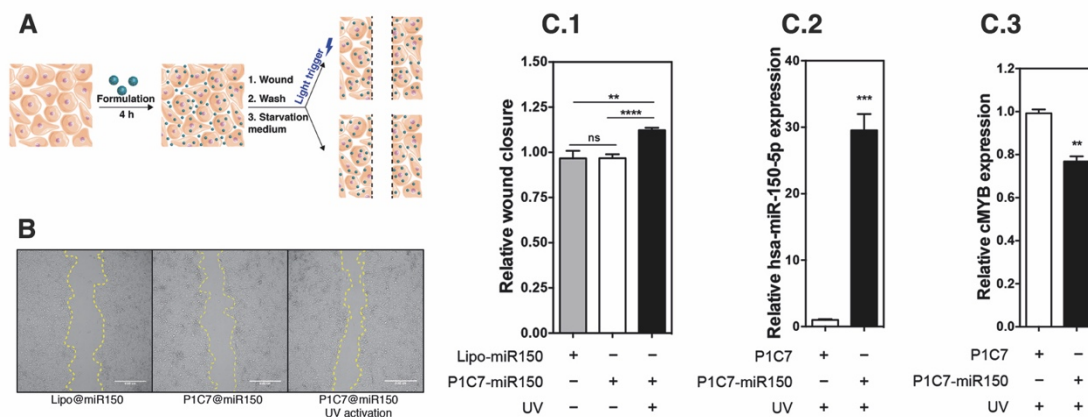 A
Formulation
4 h
1. Wound
2. Wash
3. Starvation
medium
Light trigger
B
Lipo@miR150
P1C7@miR150
P1C7@miR150
UV activation
C.1
Relative wound closure
1.50
1.25
1.00
0.75
0.50
0.25
0.00
**
****
ns
Lipo-miR150 + – –
P1C7-miR150 – + +
UV – – +
C.2
Relative hsa-miR-150-5p expression
40
30
20
10
0
***
P1C7 + –
P1C7-miR150 – +
UV + +
C.3
Relative cMYB expression
1.2
1.0
0.8
0.6
0.4
0.2
0.0
**
P1C7 + –
P1C7-miR150 – +
UV + +